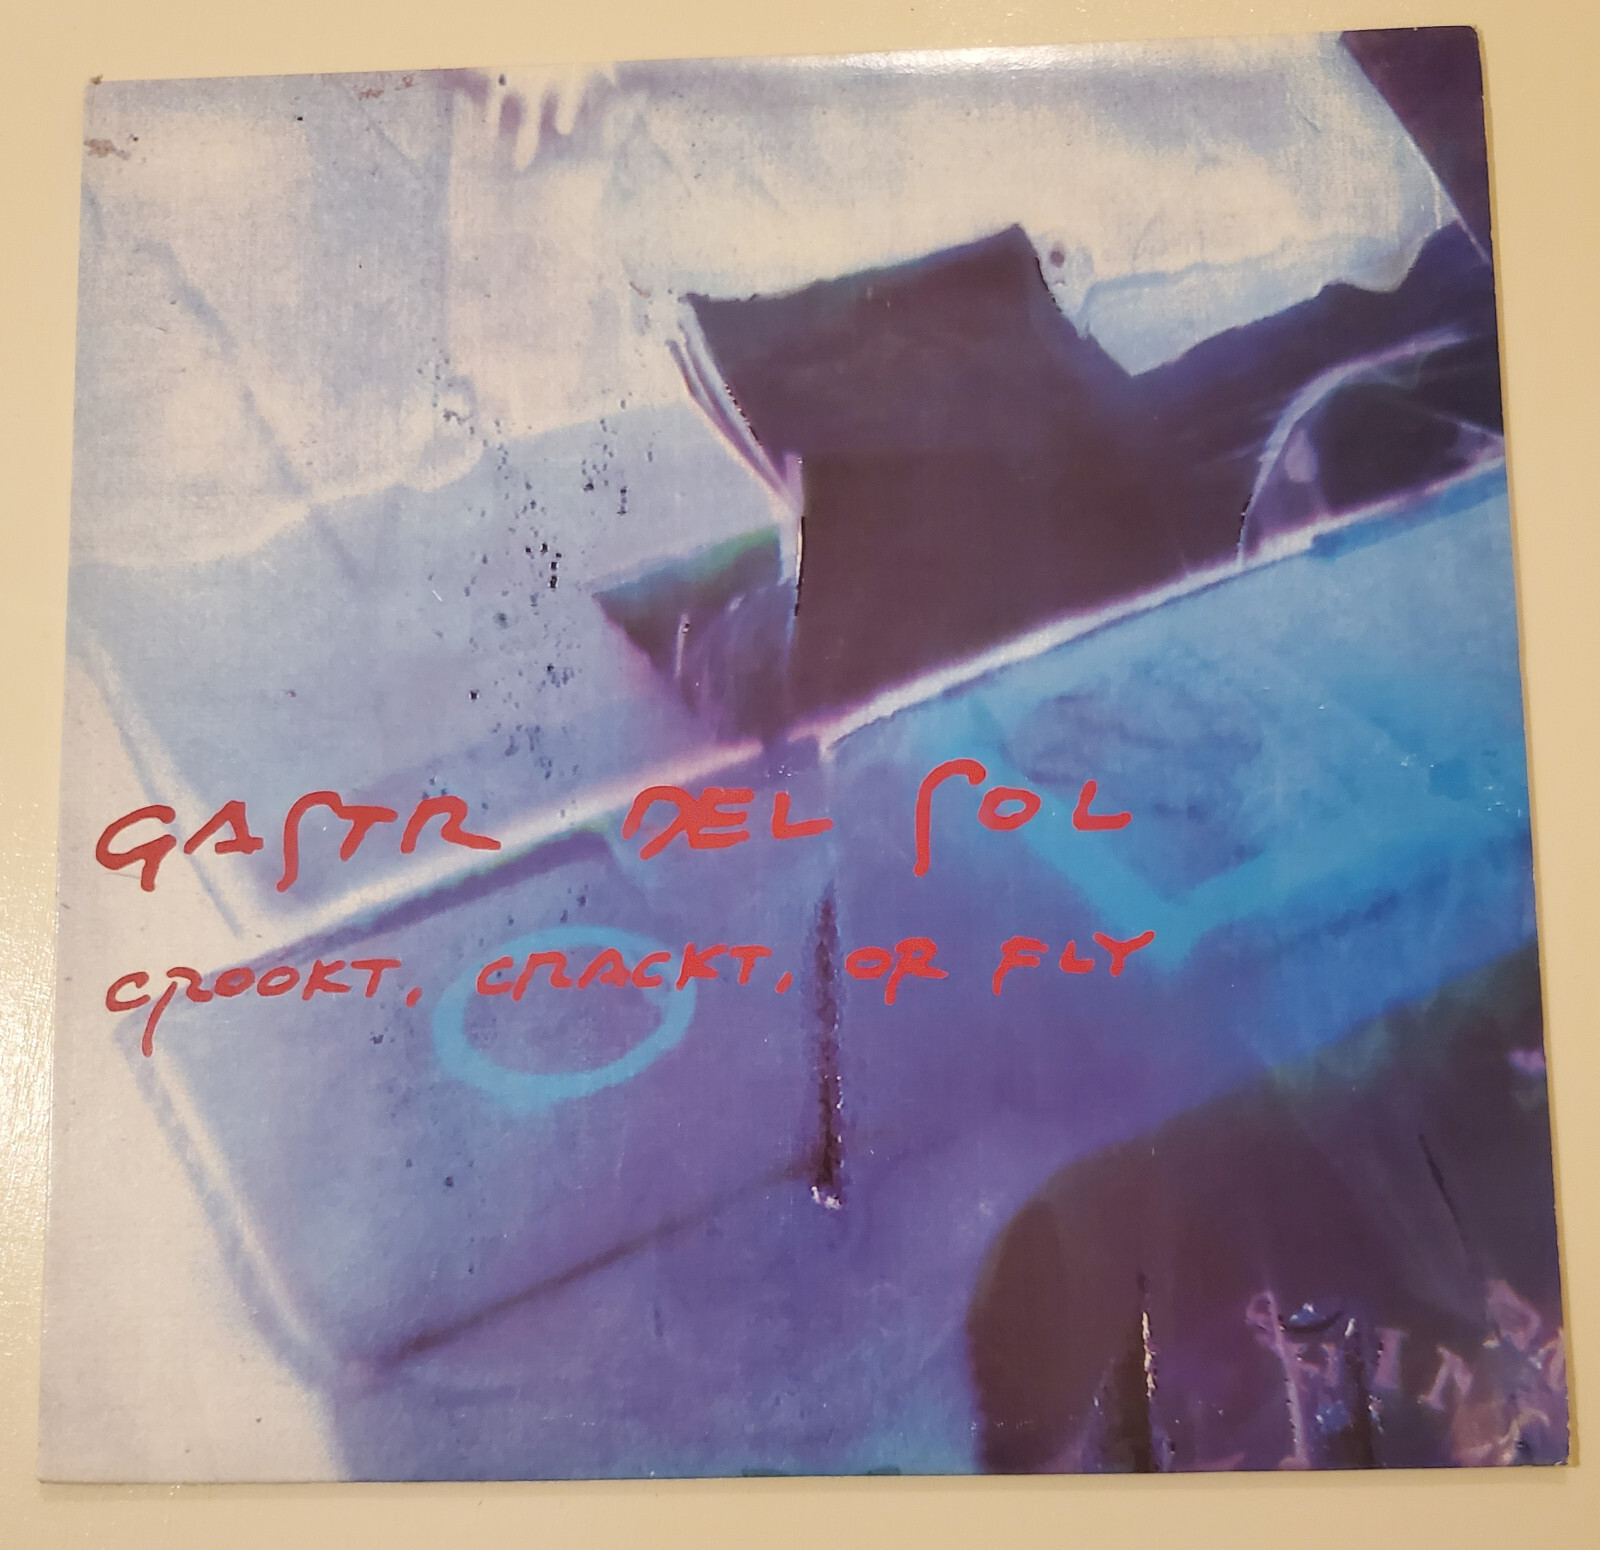 GASTR DEL SOL
CROOKT, CRACKT, OR FLY